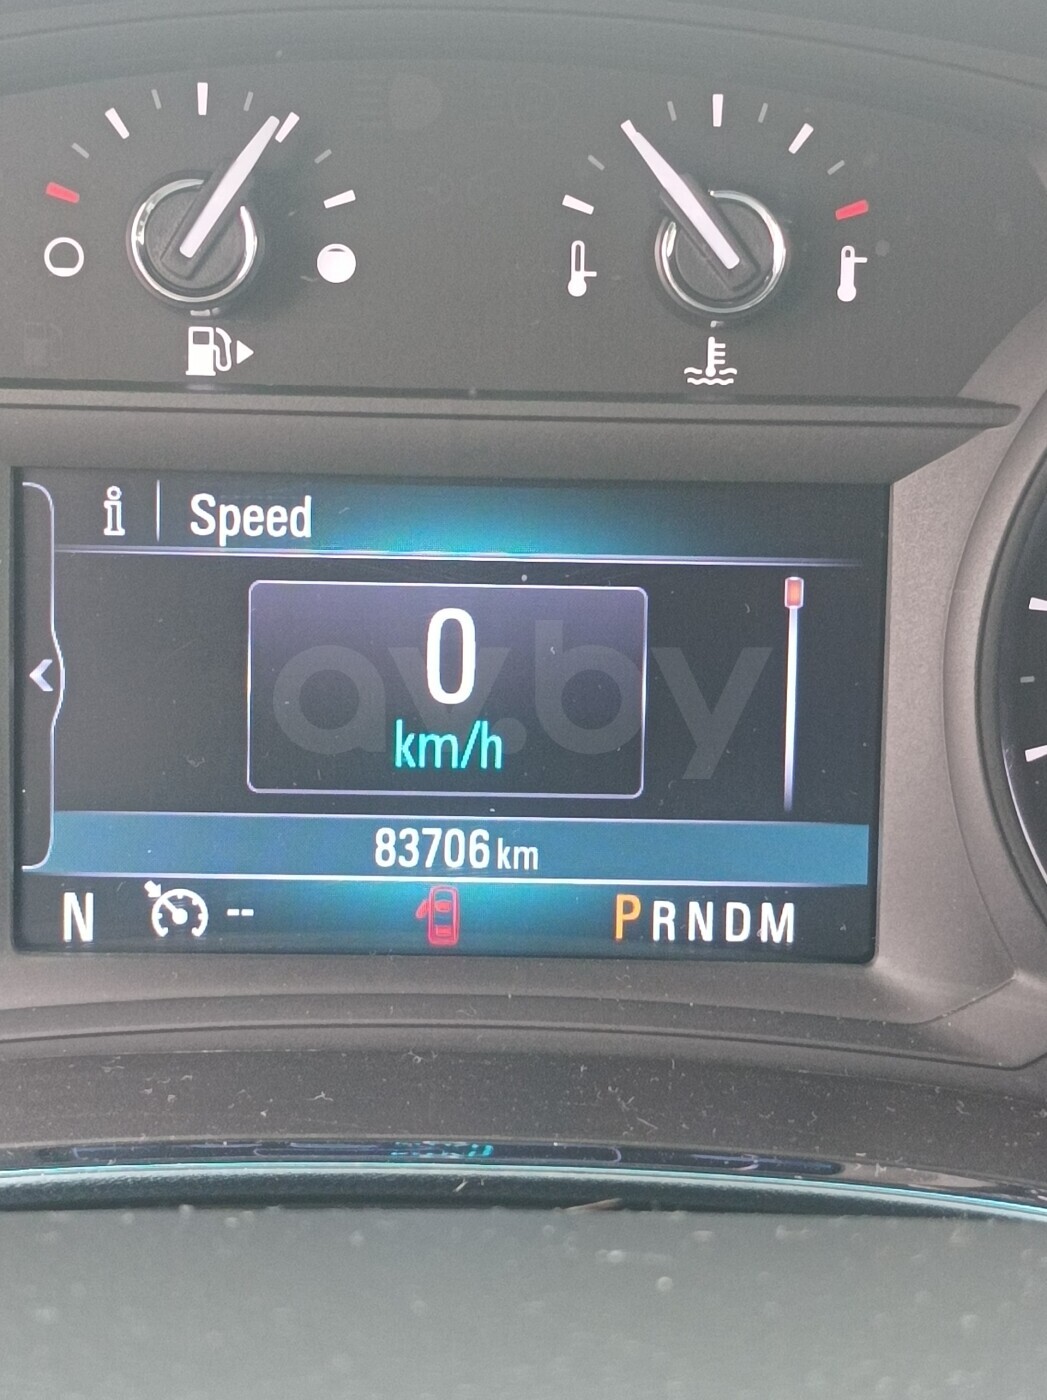 Speed
0
km/h
av.by
83706 km
N -- PRNDM